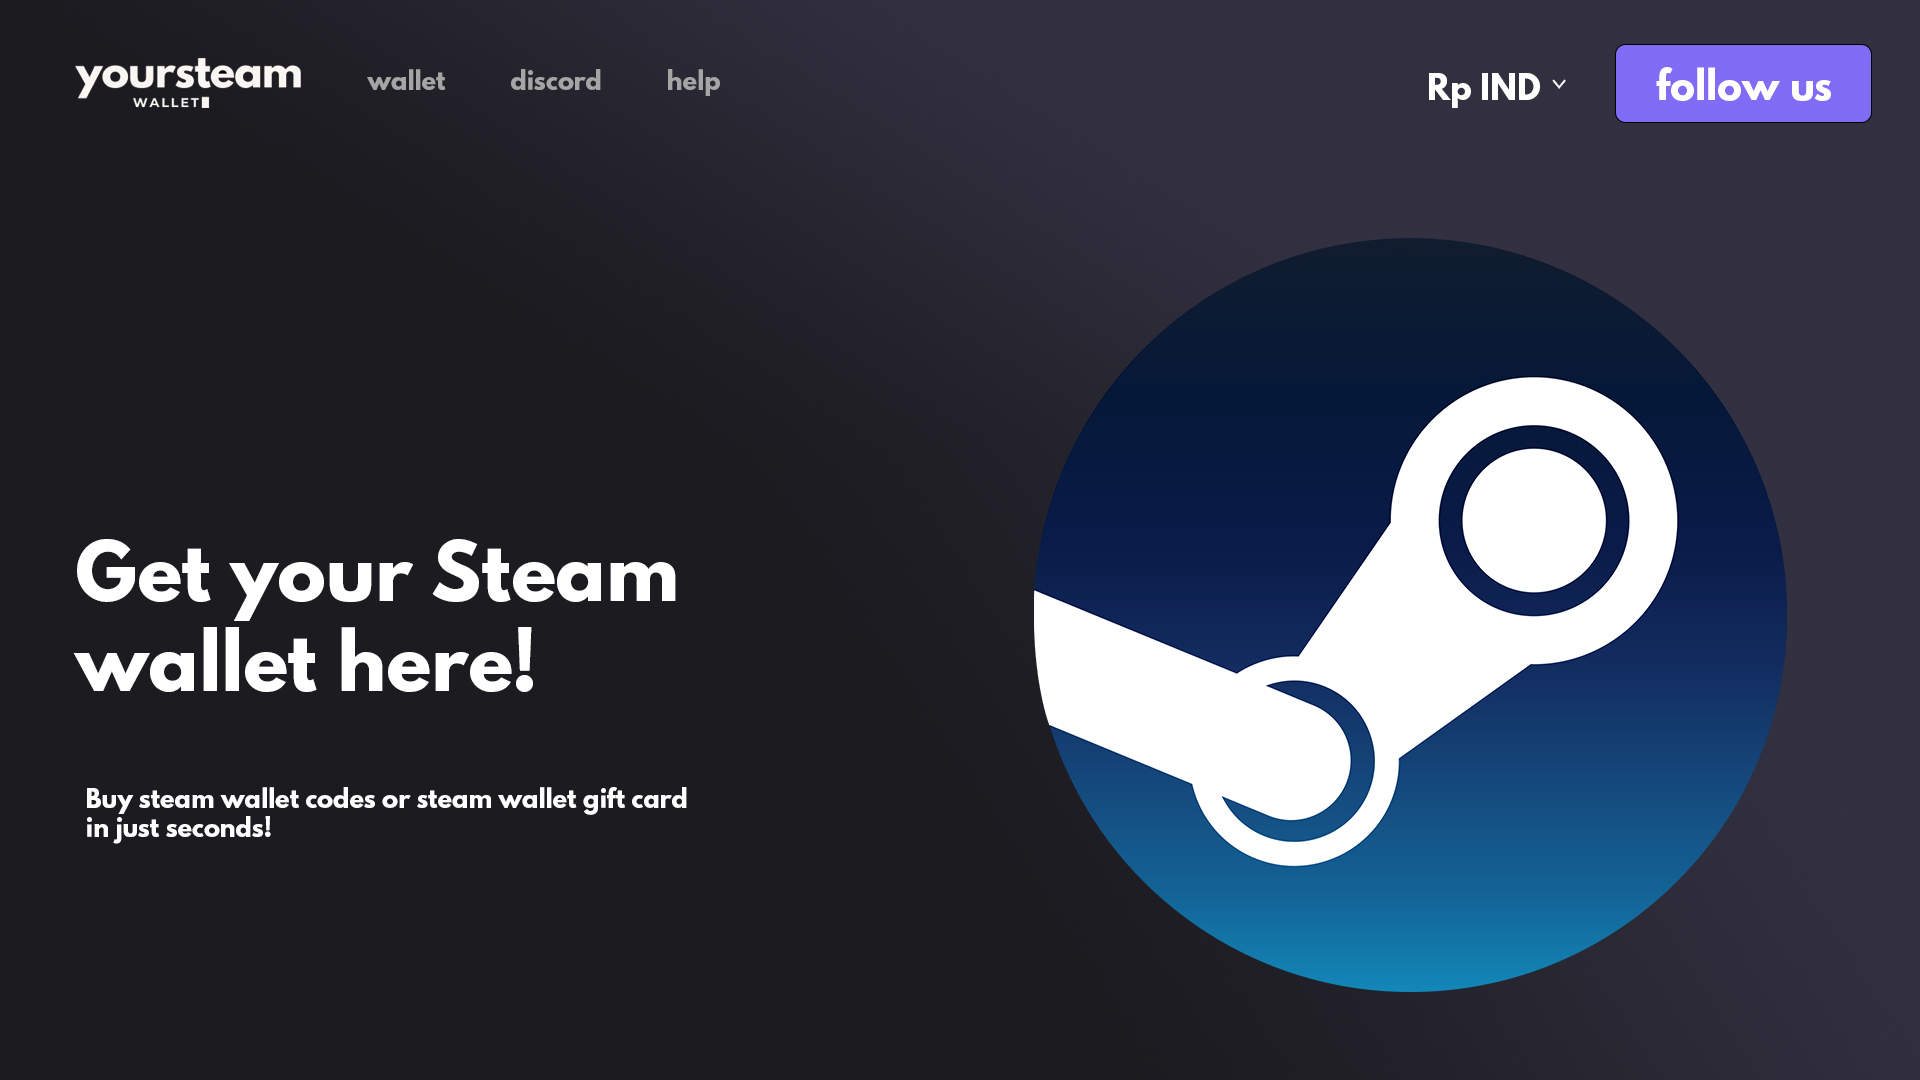 yoursteam
WALLET
wallet
discord
help
Rp IND
follow us
Get your Steam
wallet here!
Buy steam wallet codes or steam wallet gift card
in just seconds!